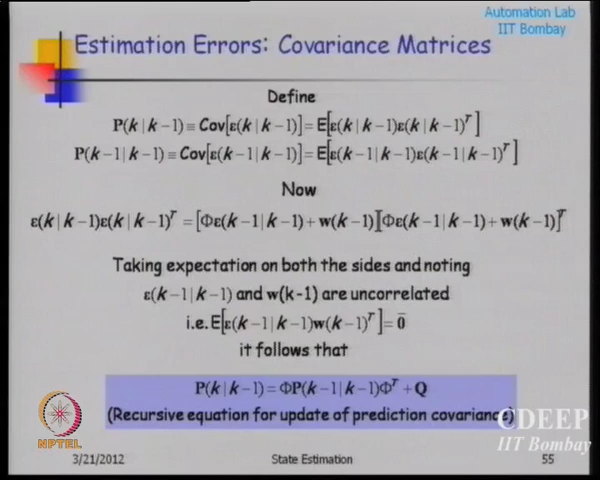 Automation Lab
IIT Bombay
Estimation Errors: Covariance Matrices
Define
P(k | k−1) ≡ Cov[ε(k | k−1)] = E[ε(k | k−1)ε(k | k−1)ᵀ]
P(k−1 | k−1) ≡ Cov[ε(k−1 | k−1)] = E[ε(k−1 | k−1)ε(k−1 | k−1)ᵀ]
Now
ε(k | k−1)ε(k | k−1)ᵀ = [Φε(k−1 | k−1) + w(k−1)][Φε(k−1 | k−1) + w(k−1)]ᵀ
Taking expectation on both the sides and noting
ε(k−1 | k−1) and w(k-1) are uncorrelated
i.e. E[ε(k−1 | k−1)w(k−1)ᵀ] = 0̄
it follows that
P(k | k−1) = ΦP(k−1 | k−1)Φᵀ + Q
(Recursive equation for update of prediction covariance)
CDEEP
IIT Bombay
NPTEL
3/21/2012
State Estimation
55